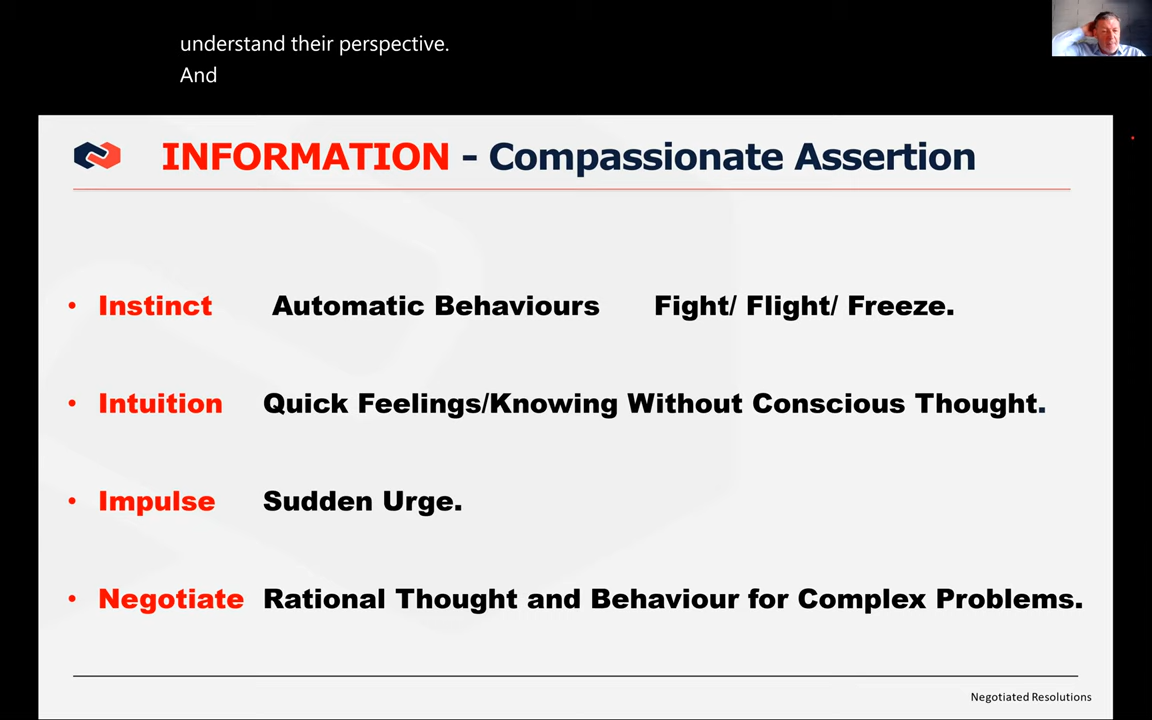 understand their perspective.
And
INFORMATION - Compassionate Assertion
• Instinct Automatic Behaviours Fight/ Flight/ Freeze.
• Intuition Quick Feelings/Knowing Without Conscious Thought.
• Impulse Sudden Urge.
• Negotiate Rational Thought and Behaviour for Complex Problems.
Negotiated Resolutions